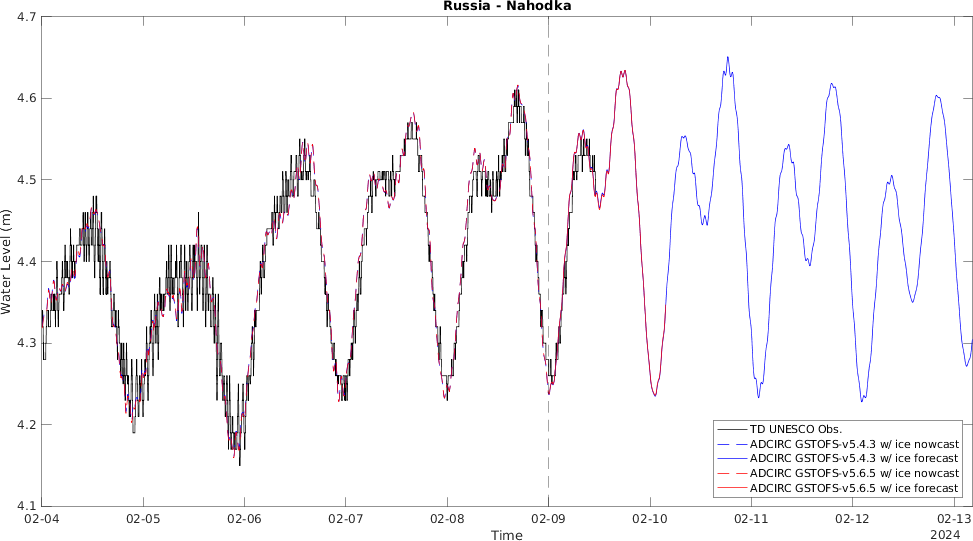 Russia - Nahodka
4.7
4.6
4.5
4.4
4.3
4.2
4.1
Water Level (m)
TD UNESCO Obs.
ADCIRC GSTOFS-v5.4.3 w/ ice nowcast
ADCIRC GSTOFS-v5.4.3 w/ ice forecast
ADCIRC GSTOFS-v5.6.5 w/ ice nowcast
ADCIRC GSTOFS-v5.6.5 w/ ice forecast
02-04 02-05 02-06 02-07 02-08 02-09 02-10 02-11 02-12 02-13
Time 2024